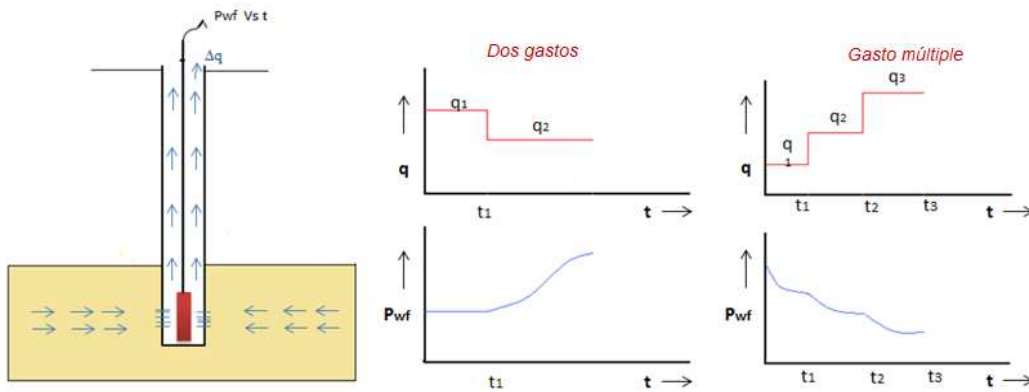 Pwf Vs t
Δq
Dos gastos
q1
q2
q
t1
t
Pwf
t1
t
Gasto múltiple
q3
q2
q
1
q
t1
t2
t3
t
Pwf
t1
t2
t3
t